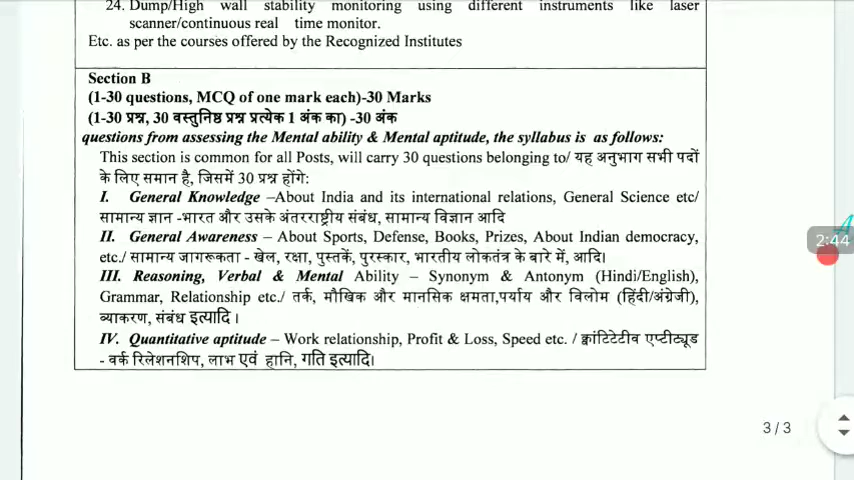 24. Dump/High wall stability monitoring using different instruments like laser
scanner/continuous real time monitor.
Etc. as per the courses offered by the Recognized Institutes
Section B
(1-30 questions, MCQ of one mark each)-30 Marks
(1-30 प्रश्न, 30 वस्तुनिष्ठ प्रश्न प्रत्येक 1 अंक का) -30 अंक
questions from assessing the Mental ability & Mental aptitude, the syllabus is as follows:
This section is common for all Posts, will carry 30 questions belonging to/ यह अनुभाग सभी पदों
के लिए समान है, जिसमें 30 प्रश्न होंगे:
I. General Knowledge –About India and its international relations, General Science etc/
सामान्य ज्ञान -भारत और उसके अंतरराष्ट्रीय संबंध, सामान्य विज्ञान आदि
II. General Awareness – About Sports, Defense, Books, Prizes, About Indian democracy,
etc./ सामान्य जागरूकता - खेल, रक्षा, पुस्तकें, पुरस्कार, भारतीय लोकतंत्र के बारे में, आदि।
2:44
III. Reasoning, Verbal & Mental Ability – Synonym & Antonym (Hindi/English),
Grammar, Relationship etc./ तर्क, मौखिक और मानसिक क्षमता,पर्याय और विलोम (हिंदी/अंग्रेजी),
व्याकरण, संबंध इत्यादि ।
IV. Quantitative aptitude – Work relationship, Profit & Loss, Speed etc. / क्वांटिटेटीव एप्टीट्यूड
- वर्क रिलेशनशिप, लाभ एवं हानि, गति इत्यादि।
3 / 3